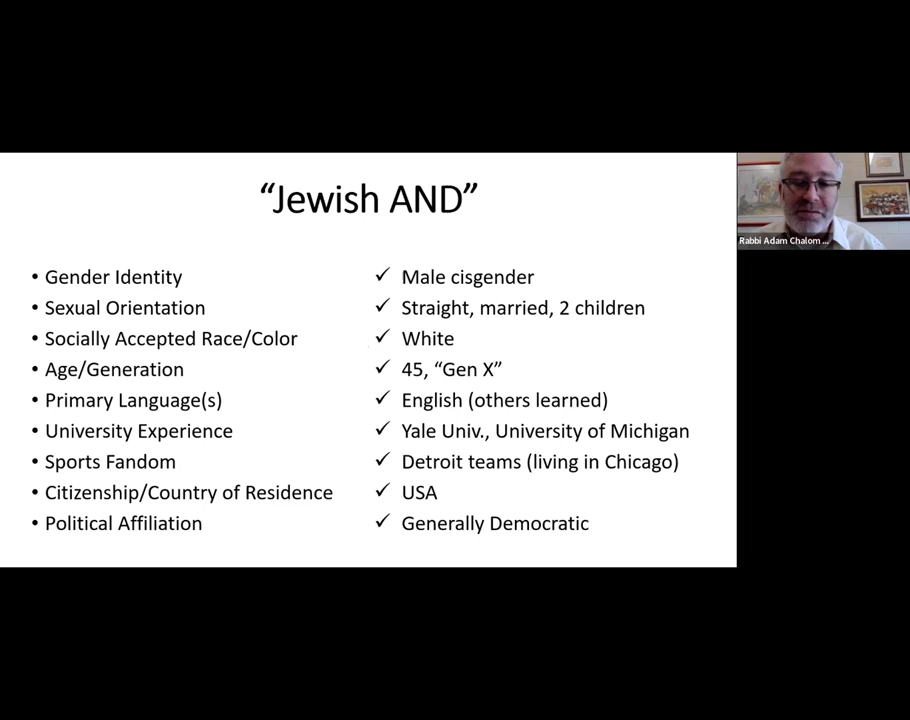 “Jewish AND”
• Gender Identity ✓ Male cisgender
• Sexual Orientation ✓ Straight, married, 2 children
• Socially Accepted Race/Color ✓ White
• Age/Generation ✓ 45, “Gen X”
• Primary Language(s) ✓ English (others learned)
• University Experience ✓ Yale Univ., University of Michigan
• Sports Fandom ✓ Detroit teams (living in Chicago)
• Citizenship/Country of Residence ✓ USA
• Political Affiliation ✓ Generally Democratic
Rabbi Adam Chalom ...